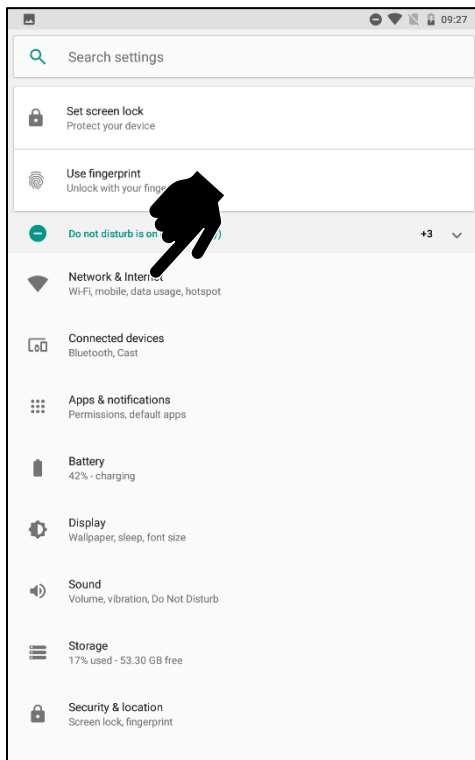 09:27
Search settings
Set screen lock
Protect your device
Use fingerprint
Unlock with your
Do not disturb is on
+3
Network & Internet
Wi-Fi, mobile, data usage, hotspot
Connected devices
Bluetooth, Cast
Apps & notifications
Permissions, default apps
Battery
42% - charging
Display
Wallpaper, sleep, font size
Sound
Volume, vibration, Do Not Disturb
Storage
17% used - 53.30 GB free
Security & location
Screen lock, fingerprint